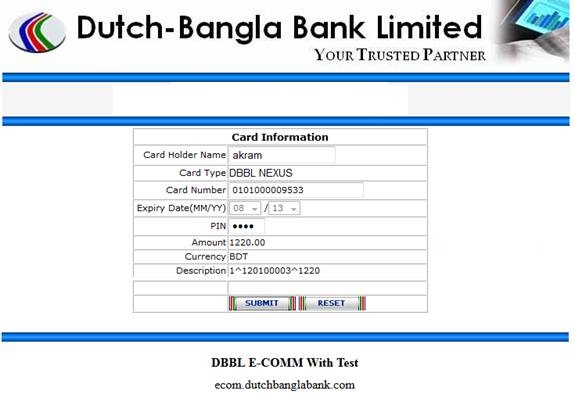 Dutch-Bangla Bank Limited
YOUR TRUSTED PARTNER
Card Information
Card Holder Name akram
Card Type DBBL NEXUS
Card Number 0101000009533
Expiry Date(MM/YY) 08 / 13
PIN ●●●●
Amount 1220.00
Currency BDT
Description 1^120100003^1220
SUBMIT RESET
DBBL E-COMM With Test
ecom.dutchbanglabank.com